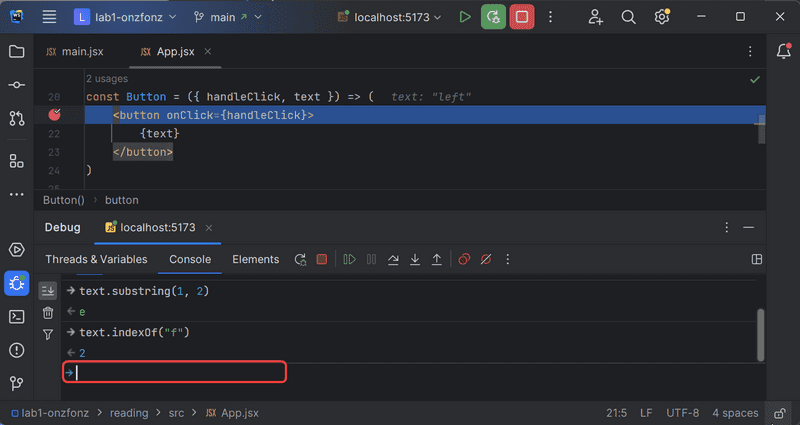 L lab1-onzfonz main localhost:5173
main.jsx App.jsx
2 usages
20 const Button = ({ handleClick, text }) => ( text: "left"
<button onClick={handleClick}>
22 {text}
23 </button>
24 )
Button() › button
Debug JS localhost:5173
Threads & Variables Console Elements
text.substring(1, 2)
e
text.indexOf("f")
2
lab1-onzfonz › reading › src › App.jsx 21:5 LF UTF-8 4 spaces